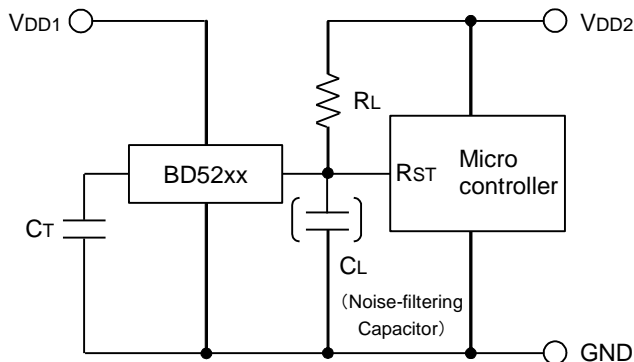 VDD1
VDD2
RL
BD52xx
RST
Micro
controller
CT
CL
（Noise-filtering
Capacitor）
GND